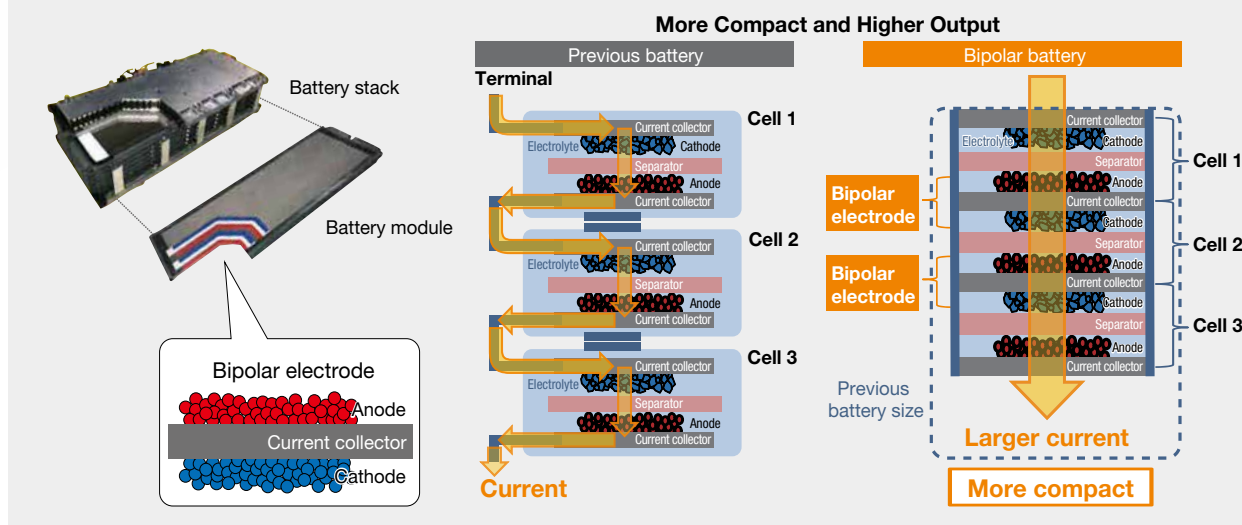 More Compact and Higher Output
Battery stack
Battery module
Bipolar electrode
Anode
Current collector
Cathode
Previous battery
Terminal
Cell 1
Current collector
Electrolyte
Cathode
Separator
Anode
Current collector
Cell 2
Current collector
Electrolyte
Cathode
Separator
Anode
Current collector
Cell 3
Current collector
Electrolyte
Cathode
Separator
Anode
Current collector
Current
Bipolar battery
Current collector
Electrolyte
Cathode
Separator
Anode
Current collector
Cathode
Separator
Anode
Current collector
Cathode
Separator
Anode
Current collector
Cell 1
Cell 2
Cell 3
Bipolar
electrode
Bipolar
electrode
Previous
battery size
Larger current
More compact